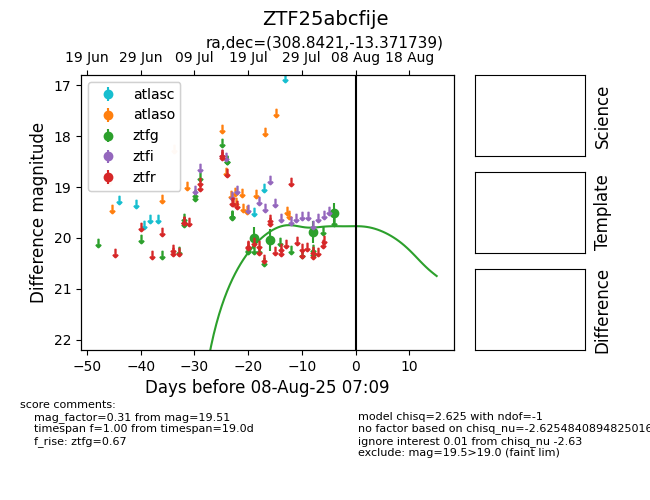 ZTF25abcfije
ra,dec=(308.8421,-13.371739)
19 Jun 29 Jun 09 Jul 19 Jul 29 Jul 08 Aug 18 Aug
atlasc
atlaso
ztfg
ztfi
ztfr
17
18
19
20
21
22
Difference magnitude
−50 −40 −30 −20 −10 0 10
Days before 08-Aug-25 07:09
Science
Template
Difference
score comments:
mag_factor=0.31 from mag=19.51
timespan f=1.00 from timespan=19.0d
f_rise: ztfg=0.67
model chisq=2.625 with ndof=-1
no factor based on chisq_nu=-2.6254840894825016
ignore interest 0.01 from chisq_nu -2.63
exclude: mag=19.5>19.0 (faint lim)